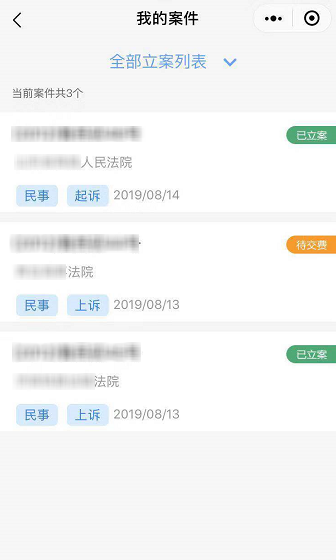 我的案件
全部立案列表
当前案件共3个
已立案
人民法院
民事 起诉 2019/08/14
待交费
法院
民事 上诉 2019/08/13
已立案
法院
民事 上诉 2019/08/13